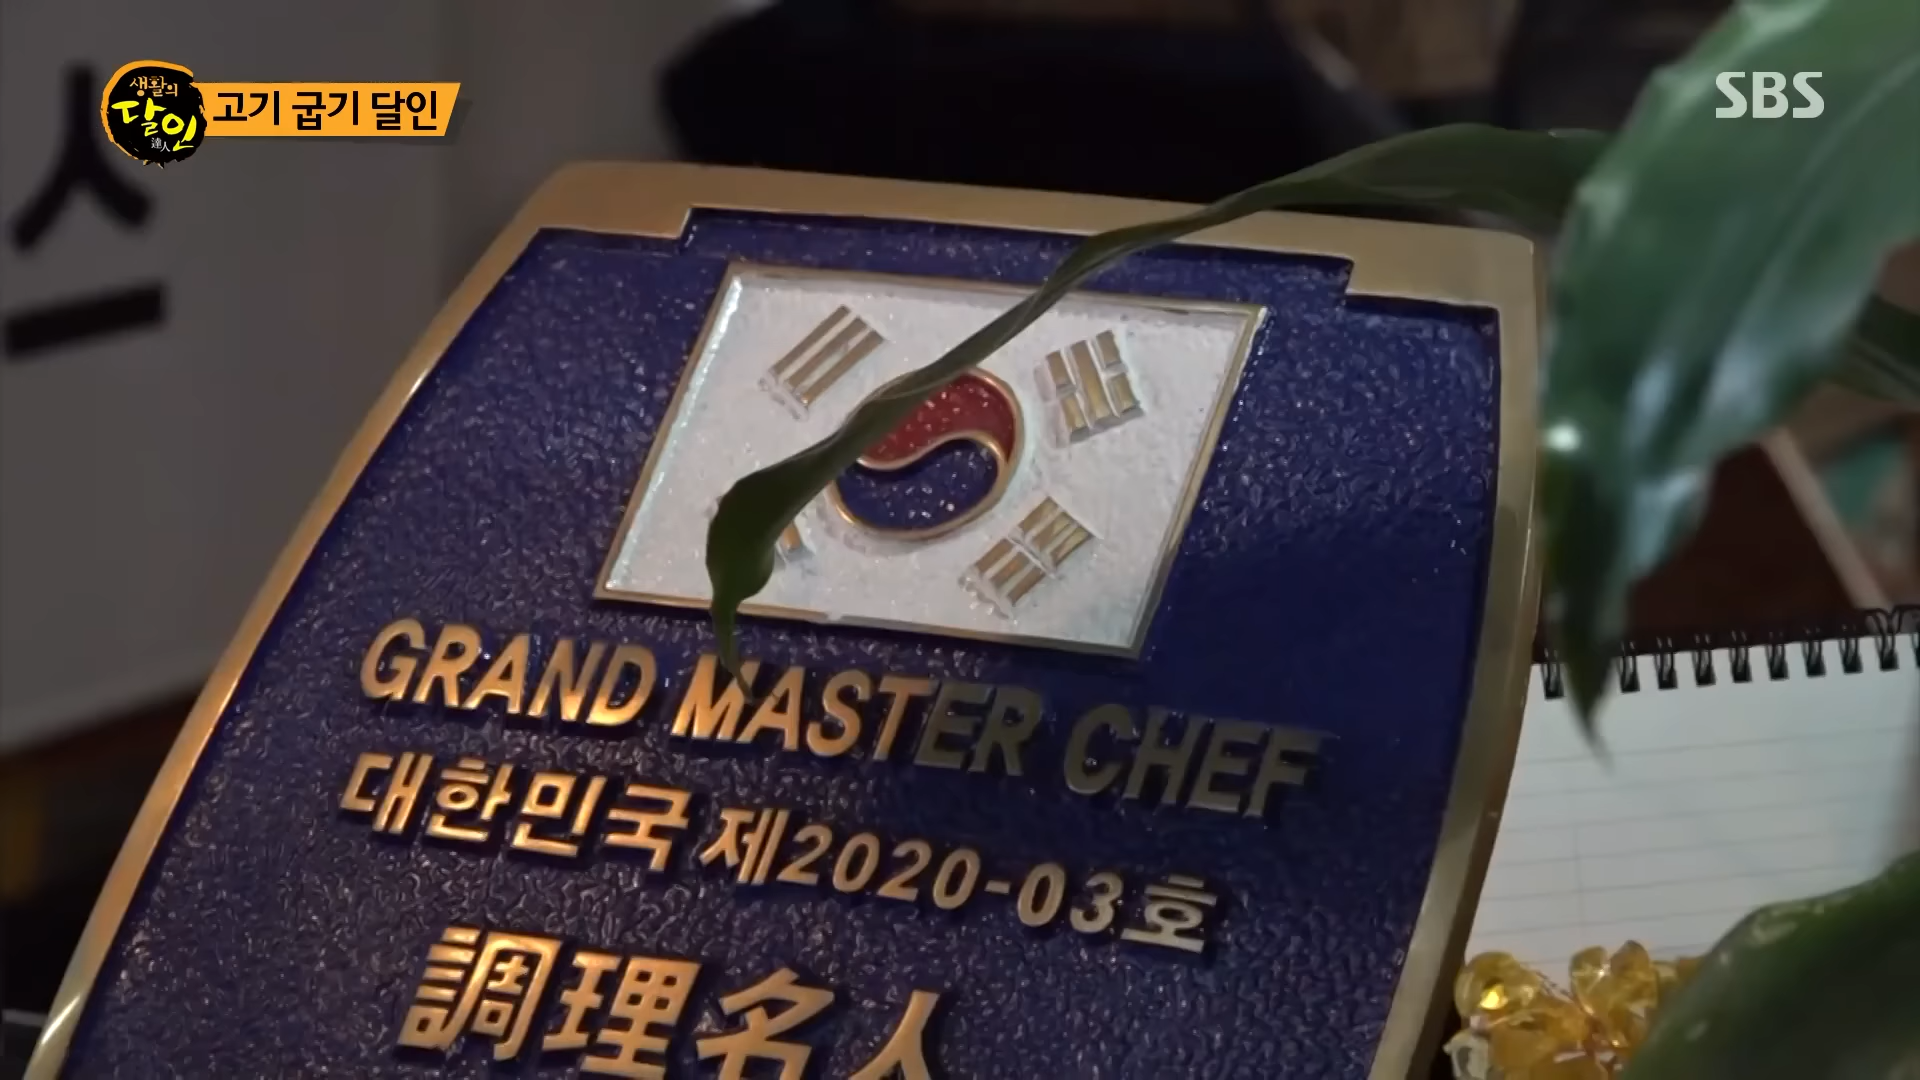 생활의
달인
達人
고기 굽기 달인
SBS
스
GRAND MASTER CHEF
대한민국 제2020-03호
調理名人